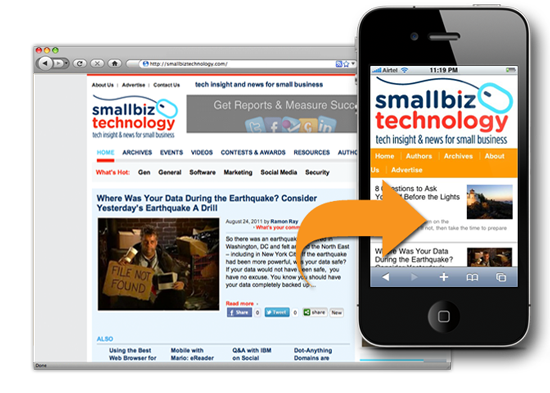 http://smallbiztechnology.com/
About Us | Advertise | Contact Us
tech insight and news for small business
smallbiz
technology
tech insight & news for small business
Get Reports & Measure Succ
HOME ARCHIVES EVENTS VIDEOS CONTESTS & AWARDS RESOURCES AUTHO
What's Hot: Gen General Software Marketing Social Media Security
Where Was Your Data During the Earthquake? Consider
Yesterday's Earthquake A Drill
FILE NOT
FOUND
August 24, 2011 by Ramon Ray
What's your comme
So there was an earthqua
Washington, DC and felt a the North East
– including in New York C f the earthquake
had been more powerful, was your data safe?
If your data would not have been safe, you
have no excuse. You know you should have
your data completely backed up...
Read more
Share 0 Tweet 0 share New
ALSO
Using the Best
Web Browser for
Mobile with
Mario: eReader
Q&A with IBM
on Social
Dot-Anything
Domains are
Done
Airtel 11:19 PM
smallbiz
technology
tech insight & news for small business
Home | Authors | Archives | About
Us | Advertise
8 Questions to Ask
Yo f Before the Lights
on the
hot, then take the time to prepare
Where Was Your Data
During the Earthquake?
Consider Yesterday's